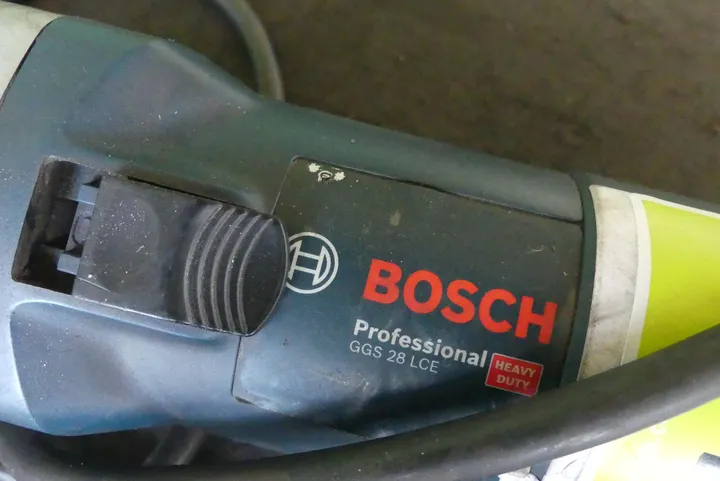 BOSCH
Professional
GGS 28 LCE
HEAVY
DUTY